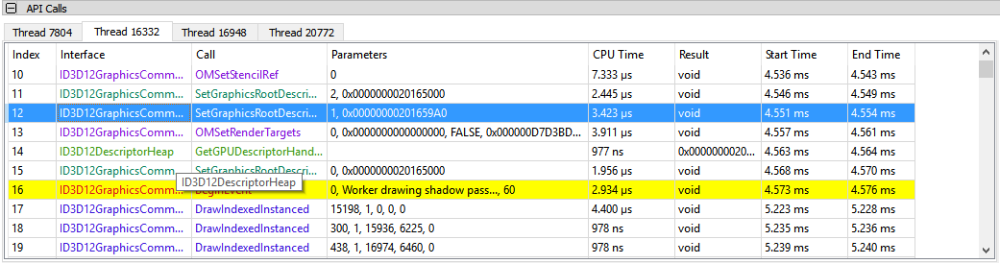 API Calls
Thread 7804 Thread 16332 Thread 16948 Thread 20772
Index Interface Call Parameters CPU Time Result Start Time End Time
10 ID3D12GraphicsComm... OMSetStencilRef 0 7.333 µs void 4.536 ms 4.543 ms
11 ID3D12GraphicsComm... SetGraphicsRootDescri... 2, 0x0000000020165000 2.445 µs void 4.546 ms 4.549 ms
12 ID3D12GraphicsComm... SetGraphicsRootDescri... 1, 0x00000000201659A0 3.423 µs void 4.551 ms 4.554 ms
13 ID3D12GraphicsComm... OMSetRenderTargets 0, 0x0000000000000000, FALSE, 0x000000D7D3BD... 3.911 µs void 4.557 ms 4.561 ms
14 ID3D12DescriptorHeap GetGPUDescriptorHand... 977 ns 0x0000000020... 4.563 ms 4.564 ms
15 ID3D12GraphicsComm... SetGraphicsRootDescri... 0, 0x0000000020165000 1.956 µs void 4.568 ms 4.570 ms
ID3D12DescriptorHeap
16 ID3D12GraphicsComm... BeginEvent 0, Worker drawing shadow pass..., 60 2.934 µs void 4.573 ms 4.576 ms
17 ID3D12GraphicsComm... DrawIndexedInstanced 15198, 1, 0, 0, 0 4.400 µs void 5.223 ms 5.228 ms
18 ID3D12GraphicsComm... DrawIndexedInstanced 300, 1, 15936, 6225, 0 978 ns void 5.235 ms 5.236 ms
19 ID3D12GraphicsComm... DrawIndexedInstanced 438, 1, 16974, 6460, 0 978 ns void 5.239 ms 5.240 ms